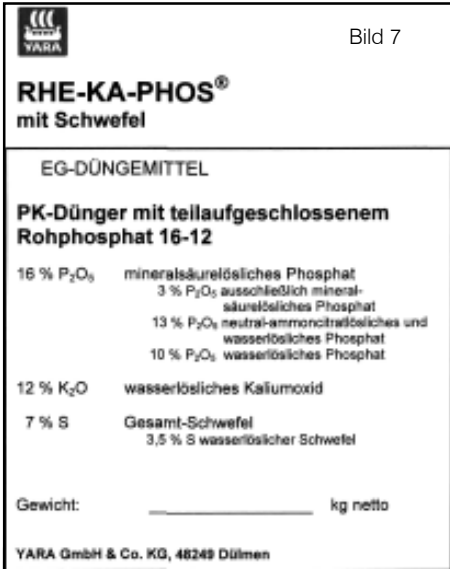 YARA
Bild 7
RHE-KA-PHOS®
mit Schwefel
EG-DÜNGEMITTEL
PK-Dünger mit teilaufgeschlossenem
Rohphosphat 16-12
16 % P₂O₅ mineralsäurelösliches Phosphat
3 % P₂O₅ ausschließlich mineral-
säurelösliches Phosphat
13 % P₂O₅ neutral-ammoncitratlösliches und
wasserlösliches Phosphat
10 % P₂O₅ wasserlösliches Phosphat
12 % K₂O wasserlösliches Kaliumoxid
7 % S Gesamt-Schwefel
3,5 % S wasserlöslicher Schwefel
Gewicht: kg netto
YARA GmbH & Co. KG, 48249 Dülmen